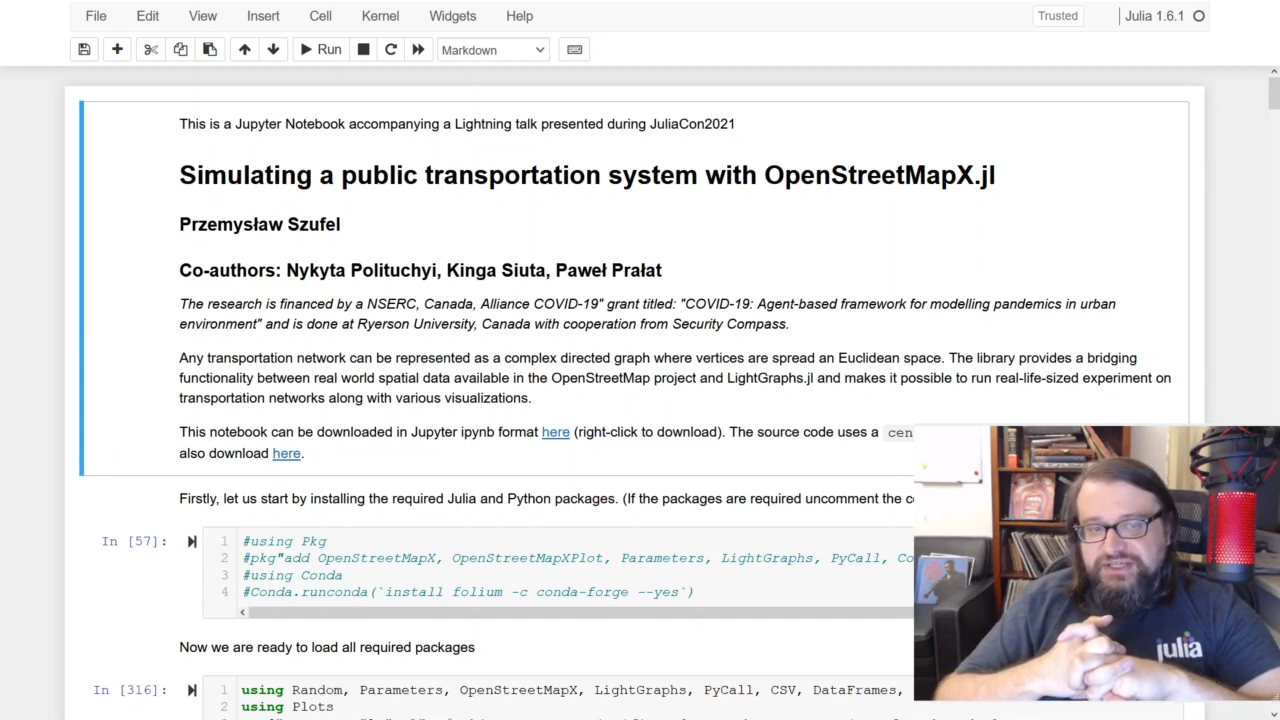 File Edit View Insert Cell Kernel Widgets Help Trusted Julia 1.6.1
Run Markdown
This is a Jupyter Notebook accompanying a Lightning talk presented during JuliaCon2021
Simulating a public transportation system with OpenStreetMapX.jl
Przemysław Szufel
Co-authors: Nykyta Polituchyi, Kinga Siuta, Paweł Prałat
The research is financed by a NSERC, Canada, Alliance COVID-19" grant titled: "COVID-19: Agent-based framework for modelling pandemics in urban
environment" and is done at Ryerson University, Canada with cooperation from Security Compass.
Any transportation network can be represented as a complex directed graph where vertices are spread an Euclidean space. The library provides a bridging
functionality between real world spatial data available in the OpenStreetMap project and LightGraphs.jl and makes it possible to run real-life-sized experiment on
transportation networks along with various visualizations.
This notebook can be downloaded in Jupyter ipynb format here (right-click to download). The source code uses a cen
also download here.
Firstly, let us start by installing the required Julia and Python packages. (If the packages are required uncomment the c
In [57]:
1 #using Pkg
2 #pkg"add OpenStreetMapX, OpenStreetMapXPlot, Parameters, LightGraphs, PyCall, Co
3 #using Conda
4 #Conda.runconda(`install folium -c conda-forge --yes`)
Now we are ready to load all required packages
In [316]:
1 using Random, Parameters, OpenStreetMapX, LightGraphs, PyCall, CSV, DataFrames,
2 using Plots
julia